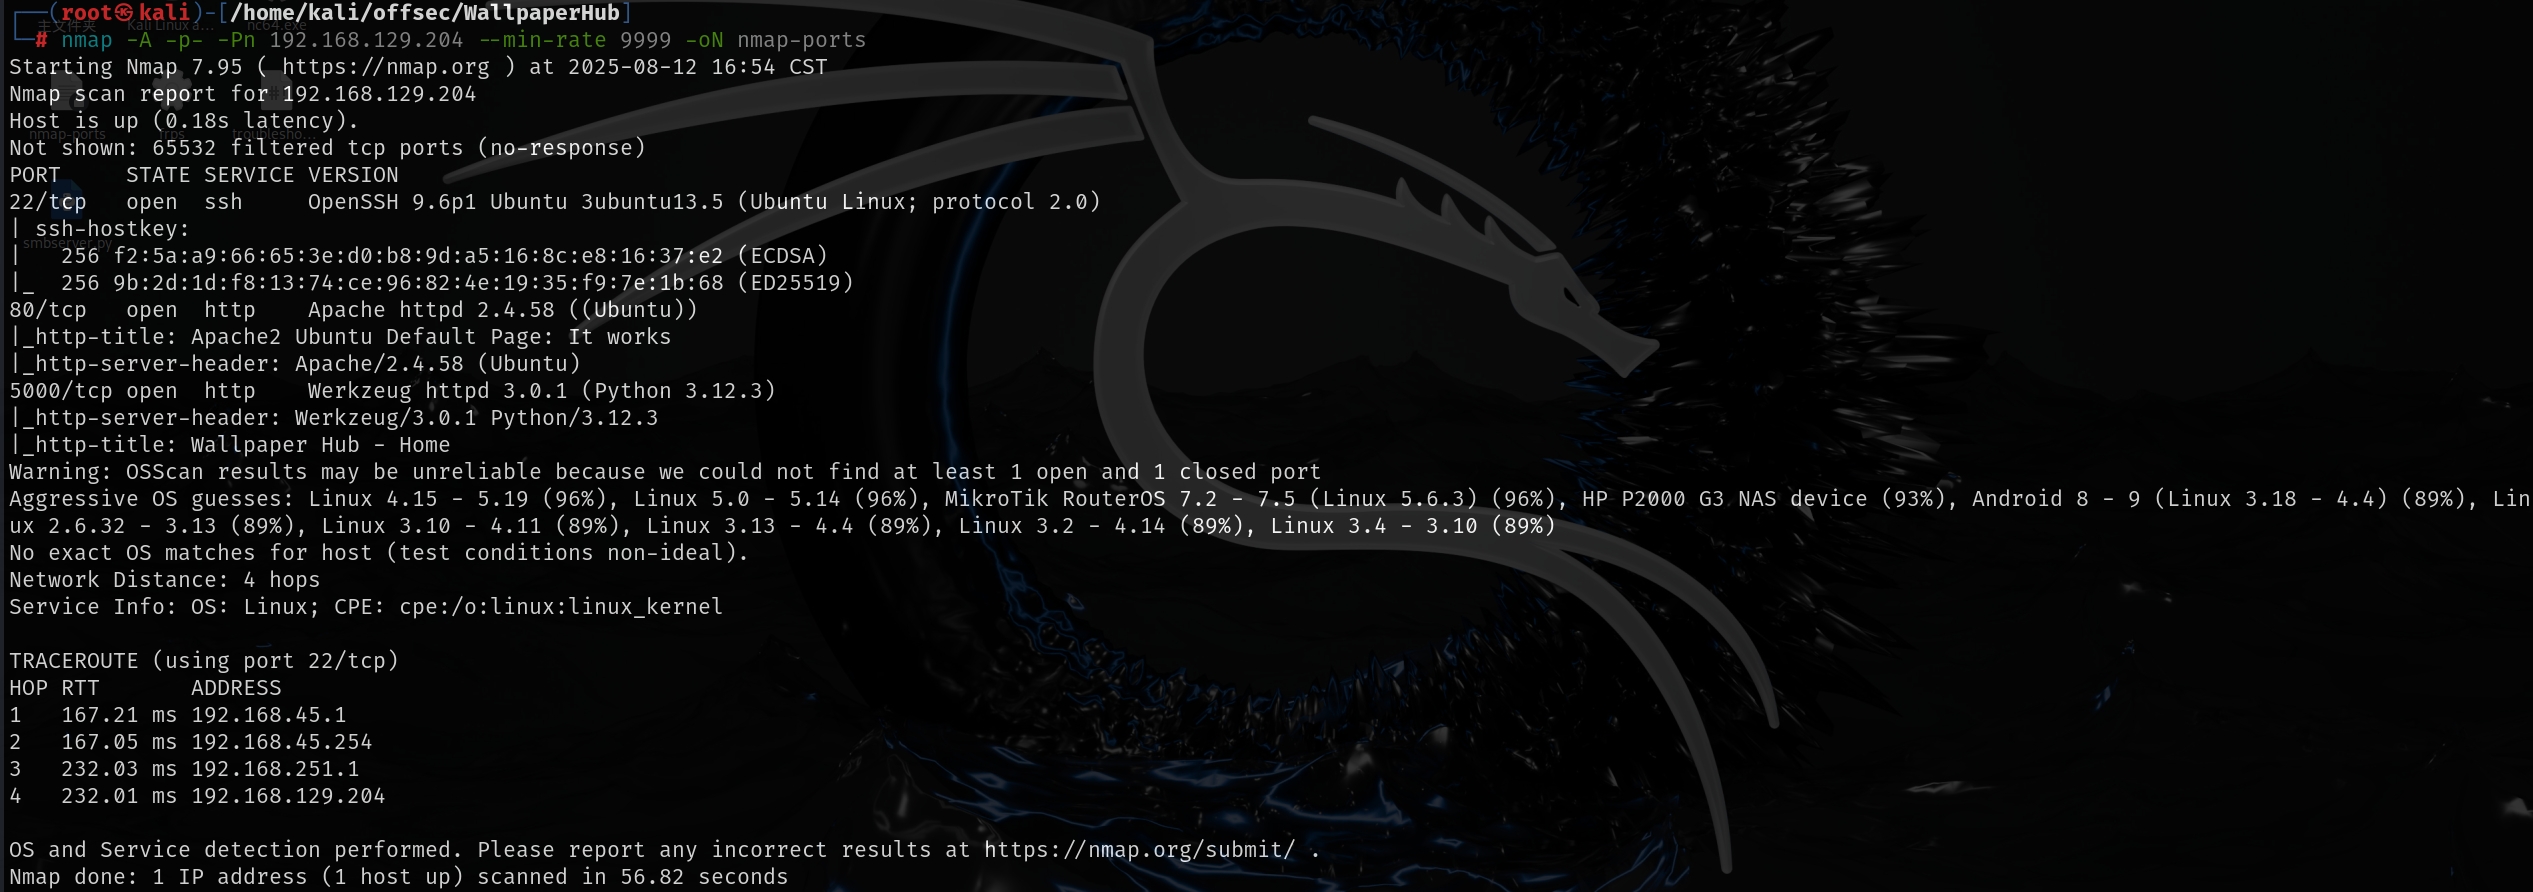 ┌──(root㉿kali)-[/home/kali/offsec/WallpaperHub]
└─# nmap -A -p- -Pn 192.168.129.204 --min-rate 9999 -oN nmap-ports
Starting Nmap 7.95 ( https://nmap.org ) at 2025-08-12 16:54 CST
Nmap scan report for 192.168.129.204
Host is up (0.18s latency).
Not shown: 65532 filtered tcp ports (no-response)
PORT     STATE SERVICE VERSION
22/tcp   open  ssh     OpenSSH 9.6p1 Ubuntu 3ubuntu13.5 (Ubuntu Linux; protocol 2.0)
| ssh-hostkey:
|   256 f2:5a:a9:66:65:3e:d0:b8:9d:a5:16:8c:e8:16:37:e2 (ECDSA)
|_  256 9b:2d:1d:f8:13:74:ce:96:82:4e:19:35:f9:7e:1b:68 (ED25519)
80/tcp   open  http    Apache httpd 2.4.58 ((Ubuntu))
|_http-title: Apache2 Ubuntu Default Page: It works
|_http-server-header: Apache/2.4.58 (Ubuntu)
5000/tcp open  http    Werkzeug httpd 3.0.1 (Python 3.12.3)
|_http-server-header: Werkzeug/3.0.1 Python/3.12.3
|_http-title: Wallpaper Hub - Home
Warning: OSScan results may be unreliable because we could not find at least 1 open and 1 closed port
Aggressive OS guesses: Linux 4.15 - 5.19 (96%), Linux 5.0 - 5.14 (96%), MikroTik RouterOS 7.2 - 7.5 (Linux 5.6.3) (96%), HP P2000 G3 NAS device (93%), Android 8 - 9 (Linux 3.18 - 4.4) (89%), Lin
ux 2.6.32 - 3.13 (89%), Linux 3.10 - 4.11 (89%), Linux 3.13 - 4.4 (89%), Linux 3.2 - 4.14 (89%), Linux 3.4 - 3.10 (89%)
No exact OS matches for host (test conditions non-ideal).
Network Distance: 4 hops
Service Info: OS: Linux; CPE: cpe:/o:linux:linux_kernel

TRACEROUTE (using port 22/tcp)
HOP RTT       ADDRESS
1   167.21 ms 192.168.45.1
2   167.05 ms 192.168.45.254
3   232.03 ms 192.168.251.1
4   232.01 ms 192.168.129.204

OS and Service detection performed. Please report any incorrect results at https://nmap.org/submit/ .
Nmap done: 1 IP address (1 host up) scanned in 56.82 seconds
主文件夹
Kali Linux a...
nc64.exe
nmap-ports
frps
troublesho...
smbserver.py